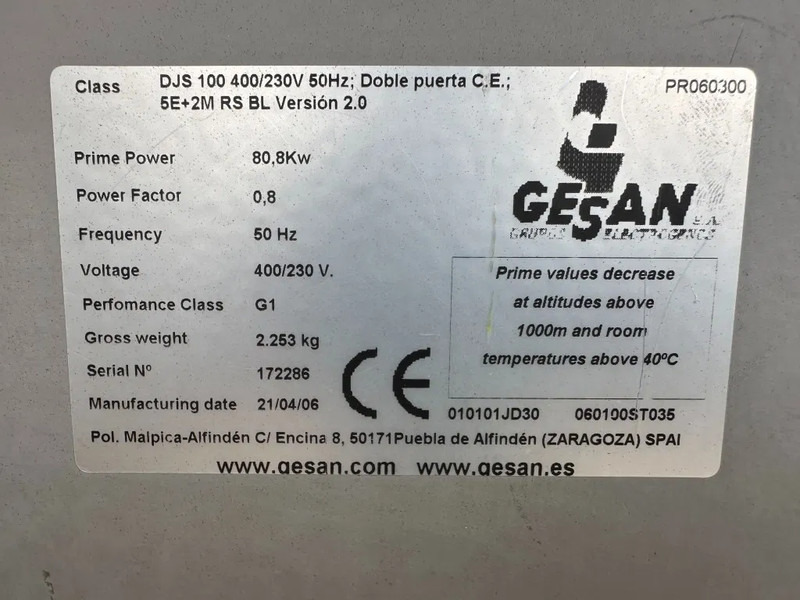 Class DJS 100 400/230V 50Hz; Doble puerta C.E.;
5E+2M RS BL Versión 2.0
PR060300
Prime Power 80,8Kw
Power Factor 0,8
Frequency 50 Hz
Voltage 400/230 V.
Perfomance Class G1
Gross weight 2.253 kg
Serial Nº 172286
Manufacturing date 21/04/06
CE
GESAN S.A.
GRUPOS ELECTROGENOS
Prime values decrease
at altitudes above
1000m and room
temperatures above 40ºC
010101JD30 060100ST035
Pol. Malpica-Alfindén C/ Encina 8, 50171Puebla de Alfindén (ZARAGOZA) SPAI
www.gesan.com www.gesan.es